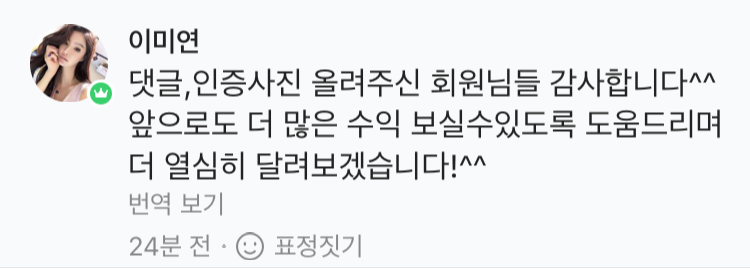 이미연
댓글,인증사진 올려주신 회원님들 감사합니다^^
앞으로도 더 많은 수익 보실수있도록 도움드리며
더 열심히 달려보겠습니다!^^
번역 보기
24분 전 · 표정짓기